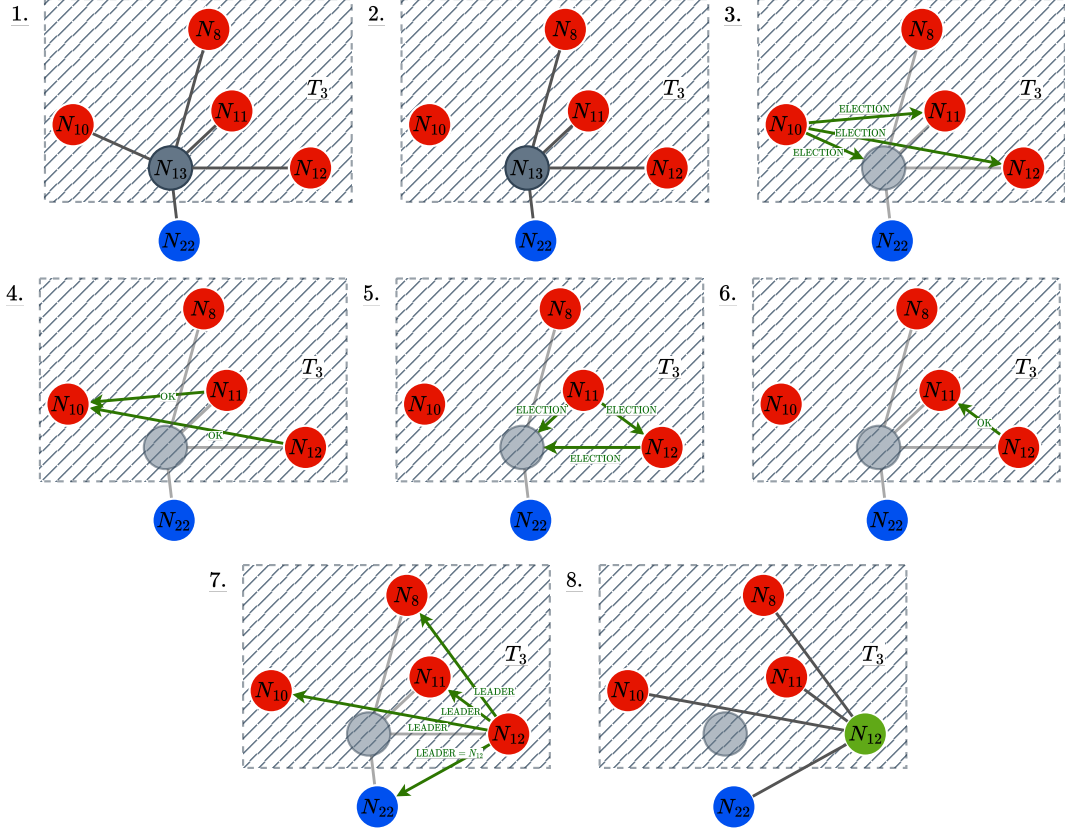 1.
N₈
T₃
N₁₀
N₁₁
N₁₃
N₁₂
N₂₂
2.
N₈
T₃
N₁₀
N₁₁
N₁₃
N₁₂
N₂₂
3.
N₈
T₃
ELECTION
N₁₀
N₁₁
ELECTION
ELECTION
N₁₂
N₂₂
4.
N₈
T₃
N₁₁
OK
N₁₀
OK
N₁₂
N₂₂
5.
N₈
T₃
N₁₁
N₁₀
ELECTION
ELECTION
N₁₂
ELECTION
N₂₂
6.
N₈
T₃
N₁₁
N₁₀
OK
N₁₂
N₂₂
7.
N₈
T₃
N₁₁
N₁₀
LEADER
LEADER
LEADER
N₁₂
LEADER = N₁₂
N₂₂
8.
N₈
T₃
N₁₁
N₁₀
N₁₂
N₂₂